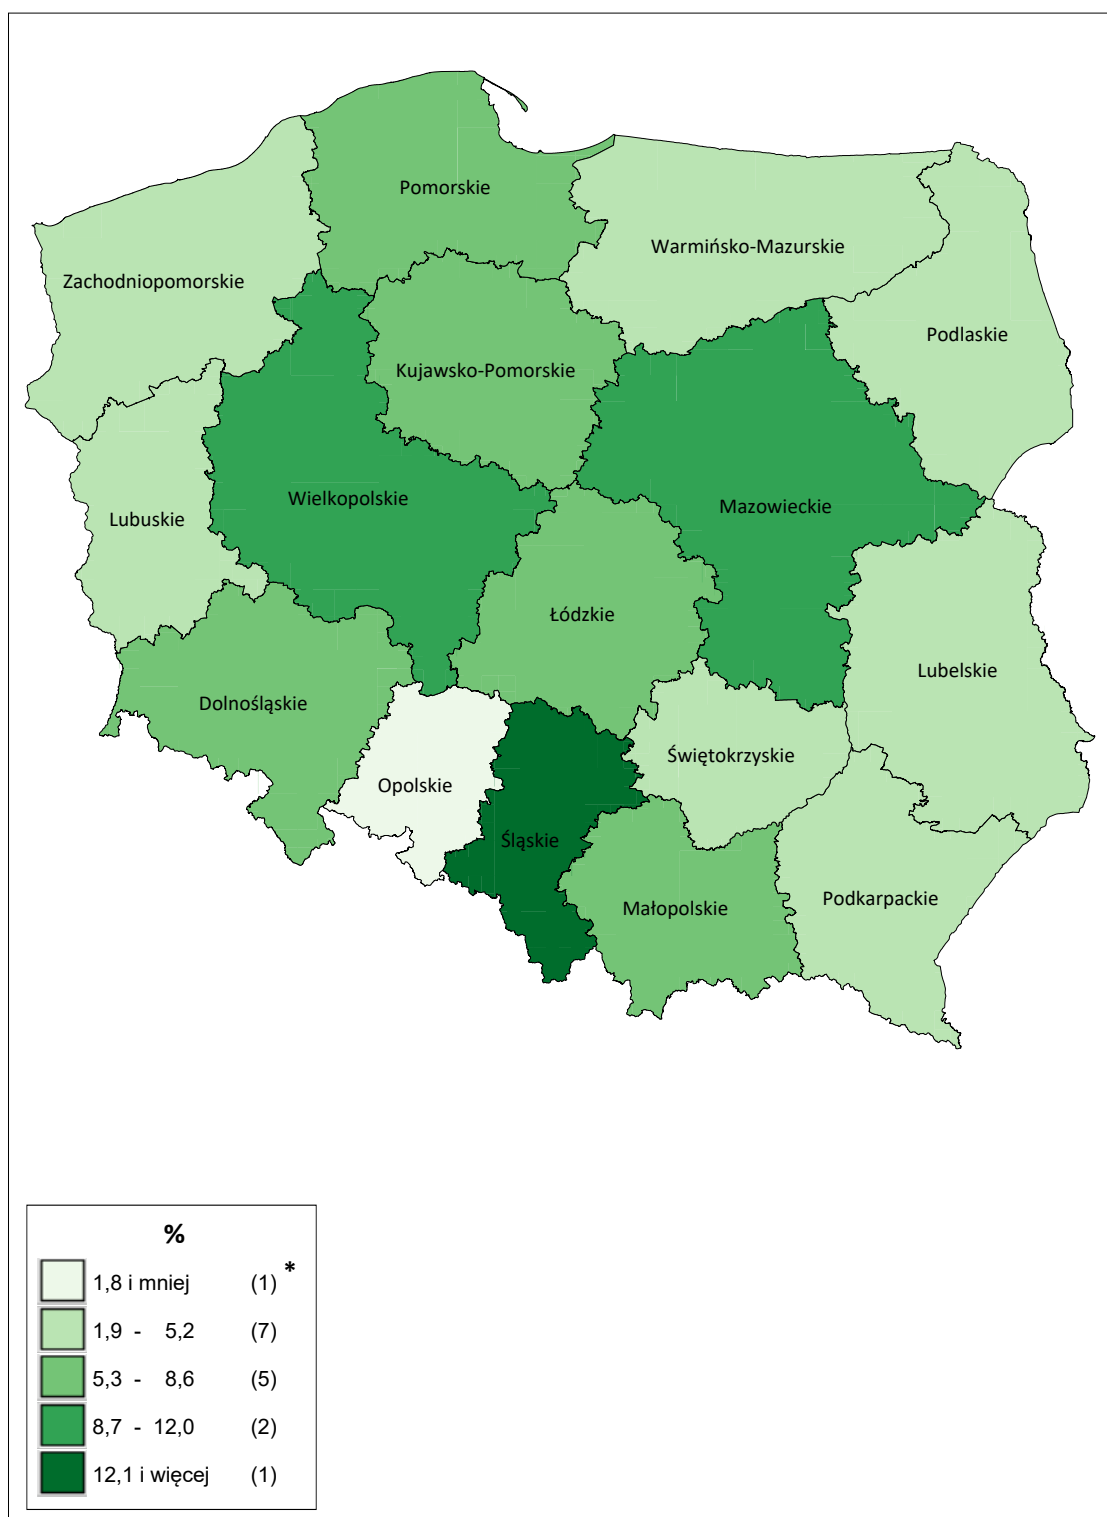 Pomorskie
Warmińsko-Mazurskie
Zachodniopomorskie
Podlaskie
Kujawsko-Pomorskie
Wielkopolskie
Mazowieckie
Lubuskie
Łódzkie
Lubelskie
Dolnośląskie
Świętokrzyskie
Opolskie
Śląskie
Podkarpackie
Małopolskie
%
1,8 i mniej (1) *
1,9 - 5,2 (7)
5,3 - 8,6 (5)
8,7 - 12,0 (2)
12,1 i więcej (1)